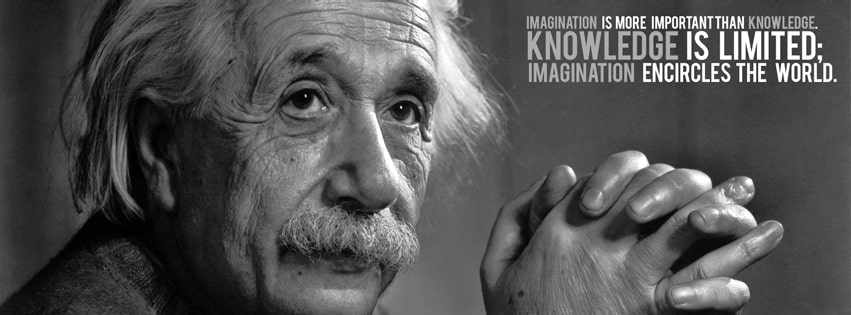 IMAGINATION IS MORE IMPORTANT THAN KNOWLEDGE.
KNOWLEDGE IS LIMITED;
IMAGINATION ENCIRCLES THE WORLD.